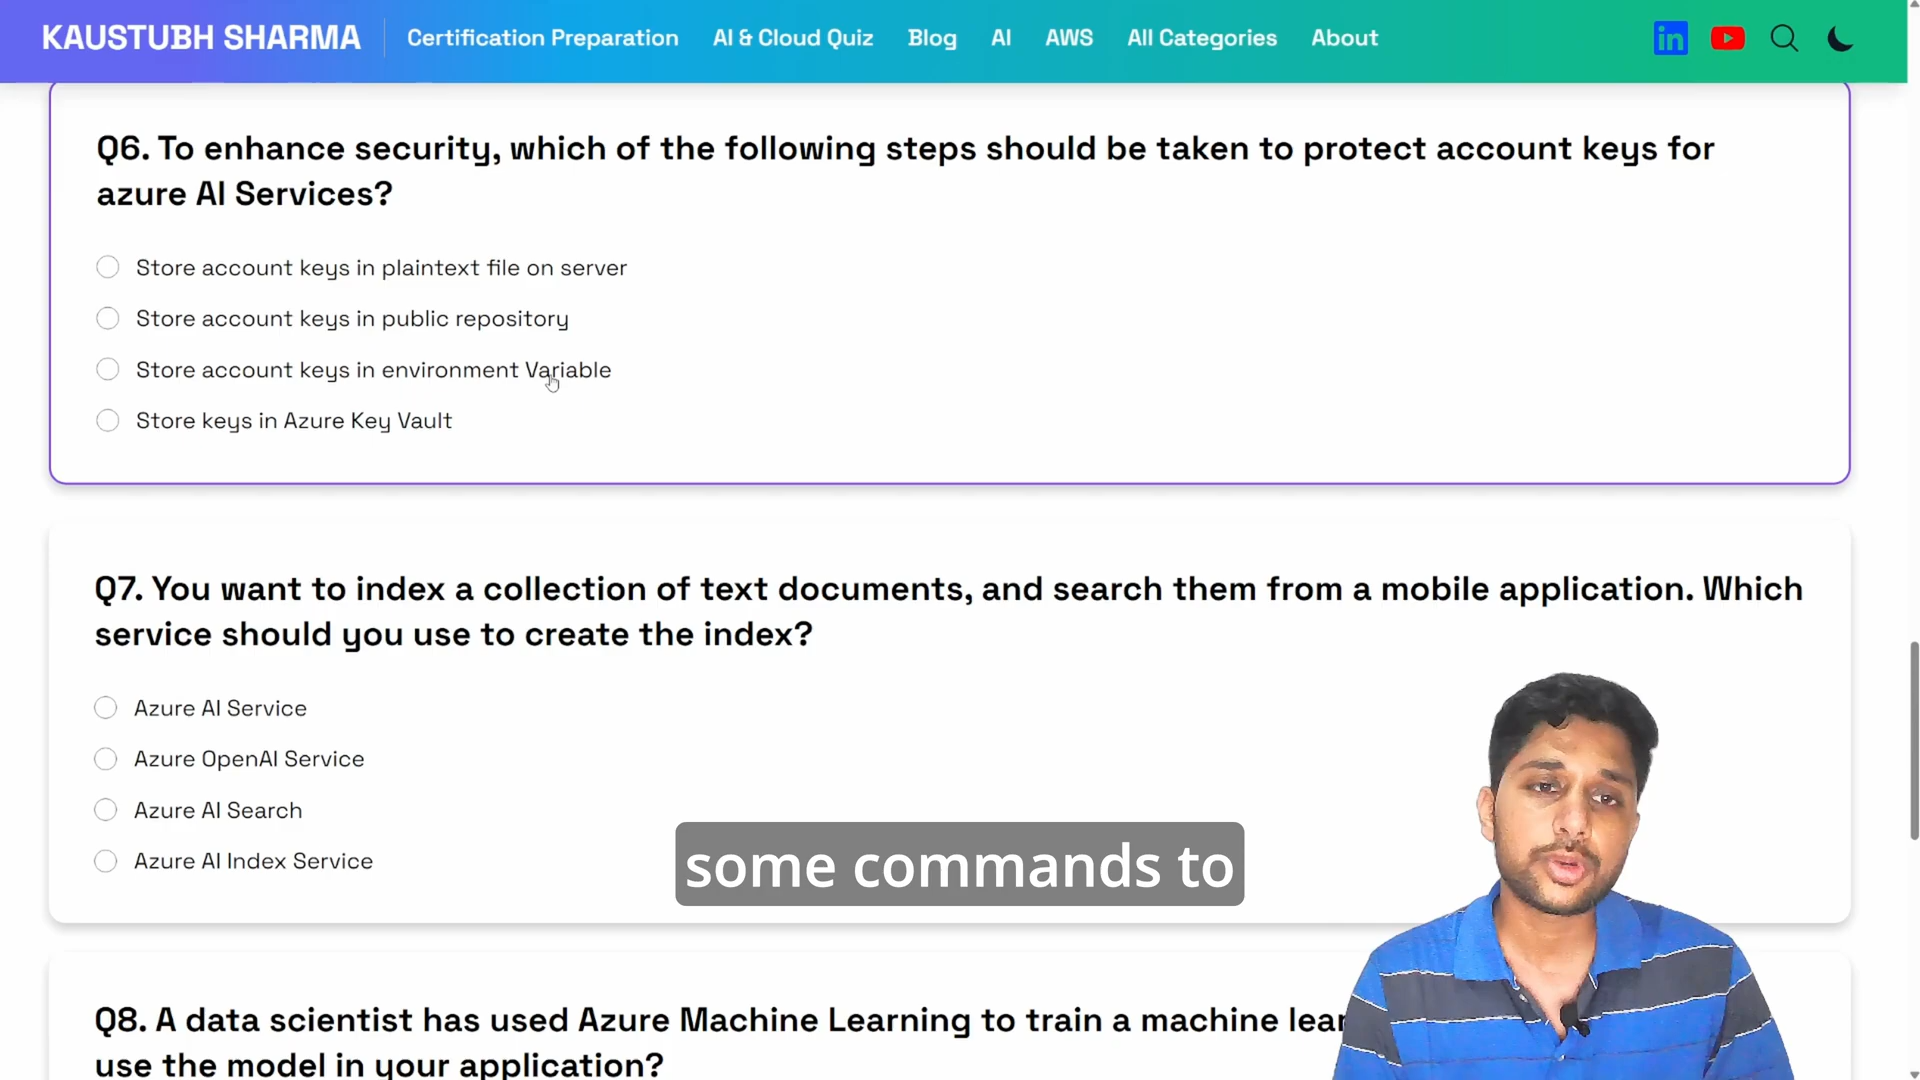 KAUSTUBH SHARMA Certification Preparation AI & Cloud Quiz Blog AI AWS All Categories About
Q6. To enhance security, which of the following steps should be taken to protect account keys for
azure AI Services?
Store account keys in plaintext file on server
Store account keys in public repository
Store account keys in environment Variable
Store keys in Azure Key Vault
Q7. You want to index a collection of text documents, and search them from a mobile application. Which
service should you use to create the index?
Azure AI Service
Azure OpenAI Service
Azure AI Search
Azure AI Index Service
some commands to
Q8. A data scientist has used Azure Machine Learning to train a machine lear
use the model in your application?